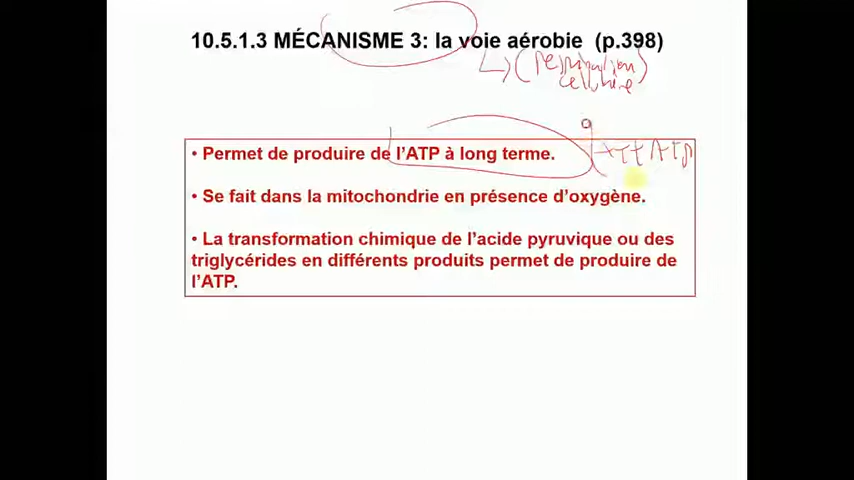 10.5.1.3 MÉCANISME 3: la voie aérobie (p.398)
(respiration
cellulaire)
• Permet de produire de l'ATP à long terme.
ATP
• Se fait dans la mitochondrie en présence d'oxygène.
• La transformation chimique de l'acide pyruvique ou des
triglycérides en différents produits permet de produire de
l'ATP.